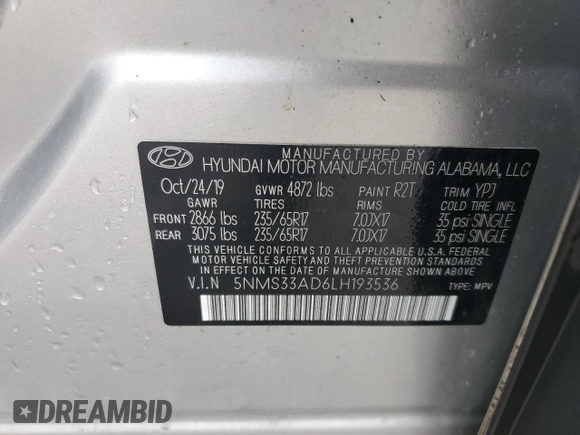 MANUFACTURED BY
HYUNDAI MOTOR MANUFACTURING ALABAMA, LLC
Oct/24/19 GVWR 4872 lbs PAINT R2T TRIM YPJ
GAWR TIRES RIMS COLD TIRE INFL
FRONT 2866 lbs 235/65R17 7.0JX17 35 psi SINGLE
REAR 3075 lbs 235/65R17 7.0JX17 35 psi SINGLE
THIS VEHICLE CONFORMS TO ALL APPLICABLE U.S.A. FEDERAL
MOTOR VEHICLE SAFETY, BUMPER, AND THEFT PREVENTION
STANDARDS IN EFFECT ON THE DATE OF MANUFACTURE SHOWN ABOVE.
V.I.N 5NMS33AD6LH193536
TYPE: MPV
DREAMBID